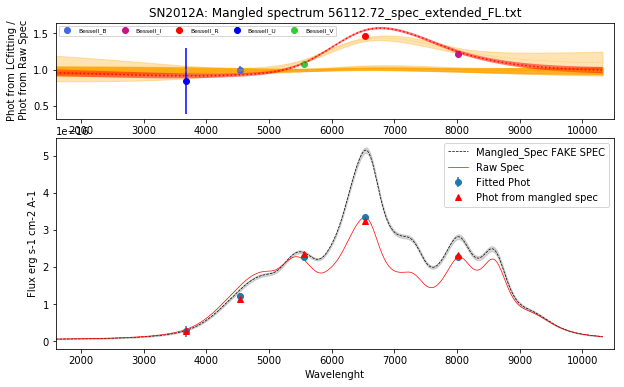 SN2012A: Mangled spectrum 56112.72_spec_extended_FL.txt
Bessell_B Bessell_I Bessell_R Bessell_U Bessell_V
Phot from LCfitting /
Phot from Raw Spec
1.5
1.0
0.5
2000 3000 4000 5000 6000 7000 8000 9000 10000
1e−16
Mangled_Spec FAKE SPEC
Raw Spec
Fitted Phot
Phot from mangled spec
Flux erg s-1 cm-2 A-1
5
4
3
2
1
0
2000 3000 4000 5000 6000 7000 8000 9000 10000
Wavelenght